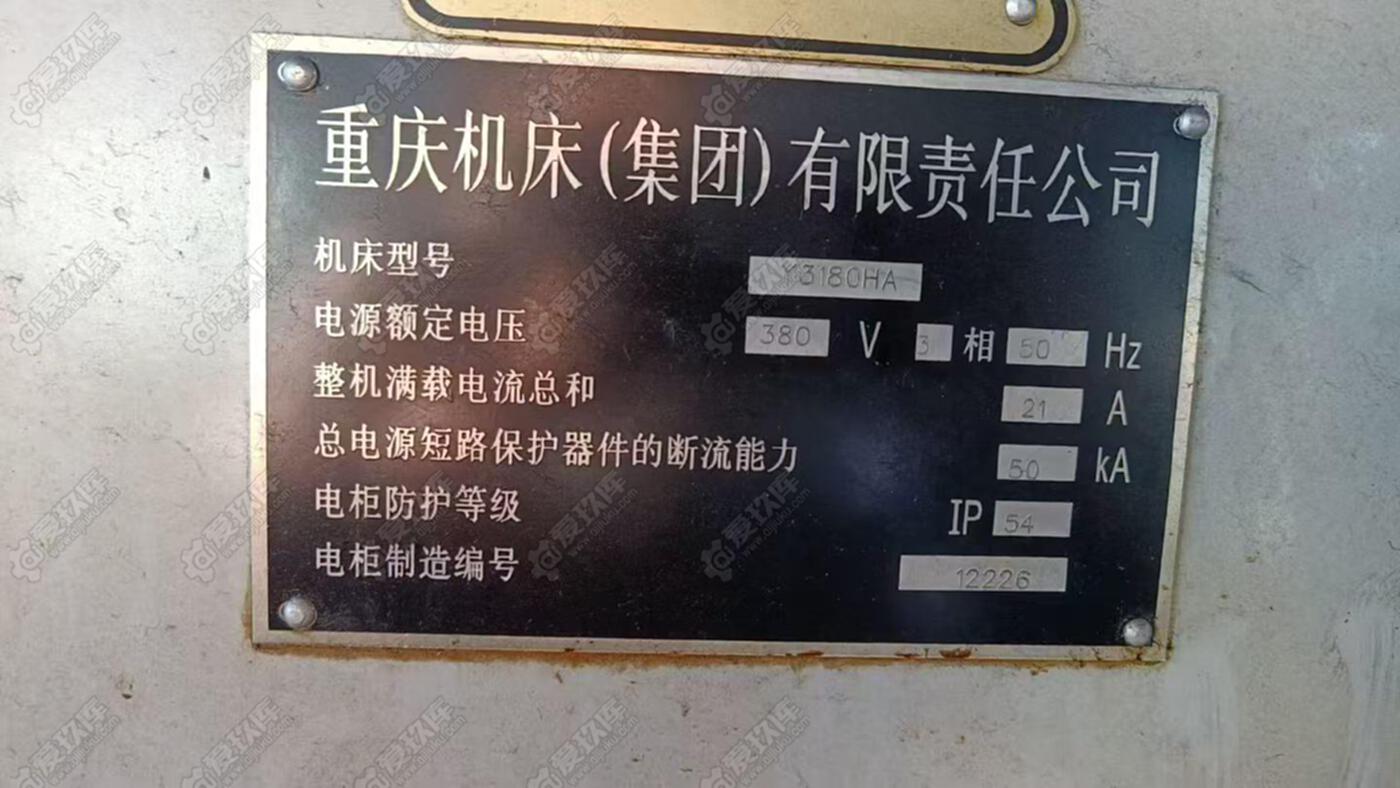 重庆机床(集团)有限责任公司
机床型号 Y3180HA
电源额定电压 380 V 3 相 50 Hz
整机满载电流总和 21 A
总电源短路保护器件的断流能力 50 kA
电柜防护等级 IP 54
电柜制造编号 12226
爱玖库